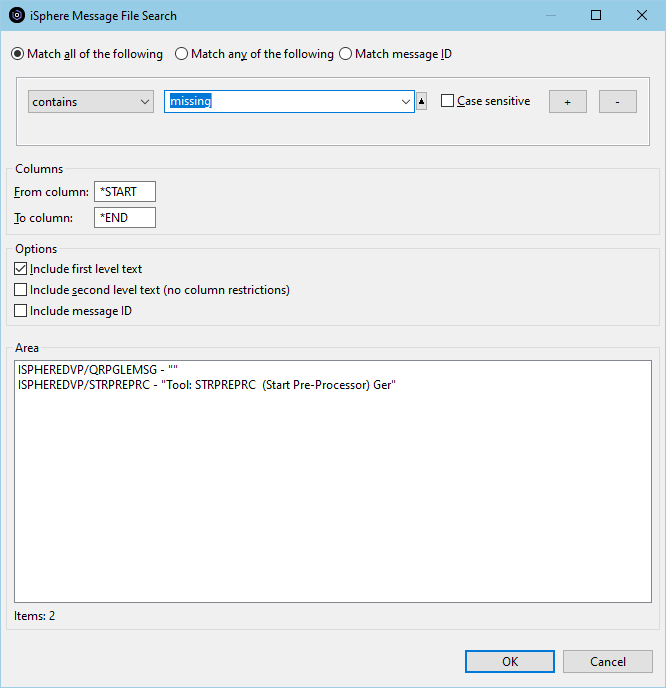 iSphere Message File Search
Match all of the following Match any of the following Match message ID
contains missing Case sensitive + -
Columns
From column: *START
To column: *END
Options
Include first level text
Include second level text (no column restrictions)
Include message ID
Area
ISPHEREDVP/QRPGLEMSG - ""
ISPHEREDVP/STRPREPRC - "Tool: STRPREPRC  (Start Pre-Processor) Ger"
Items: 2
OK Cancel